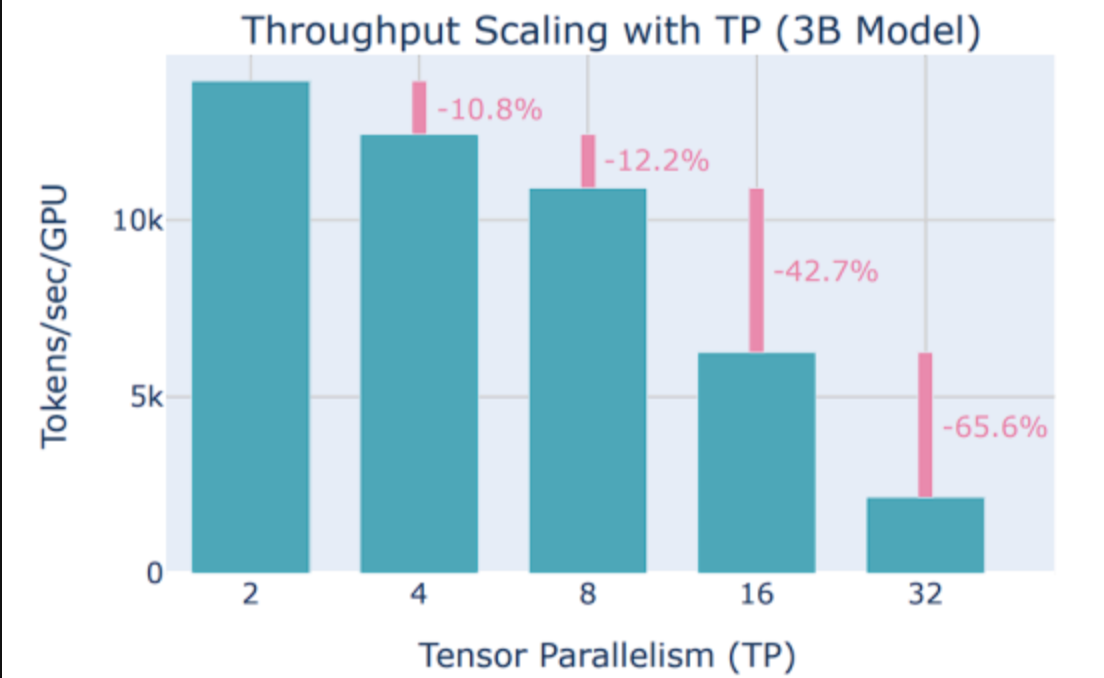 Throughput Scaling with TP (3B Model)
-10.8%
-12.2%
-42.7%
-65.6%
Tokens/sec/GPU
10k
5k
0
2
4
8
16
32
Tensor Parallelism (TP)